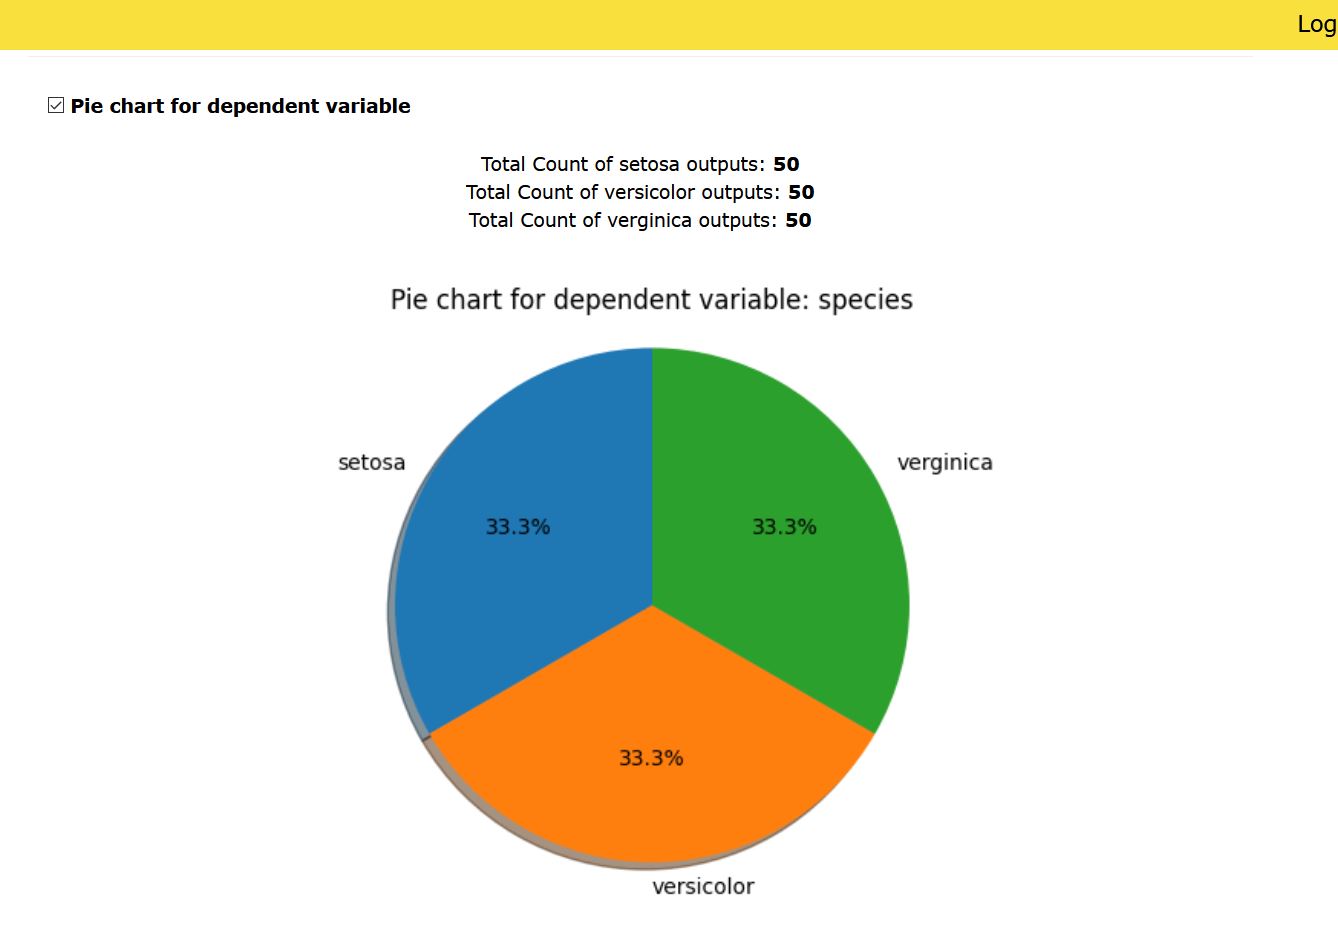 Log
Pie chart for dependent variable
Total Count of setosa outputs: 50
Total Count of versicolor outputs: 50
Total Count of verginica outputs: 50
Pie chart for dependent variable: species
setosa
verginica
33.3%
33.3%
33.3%
versicolor